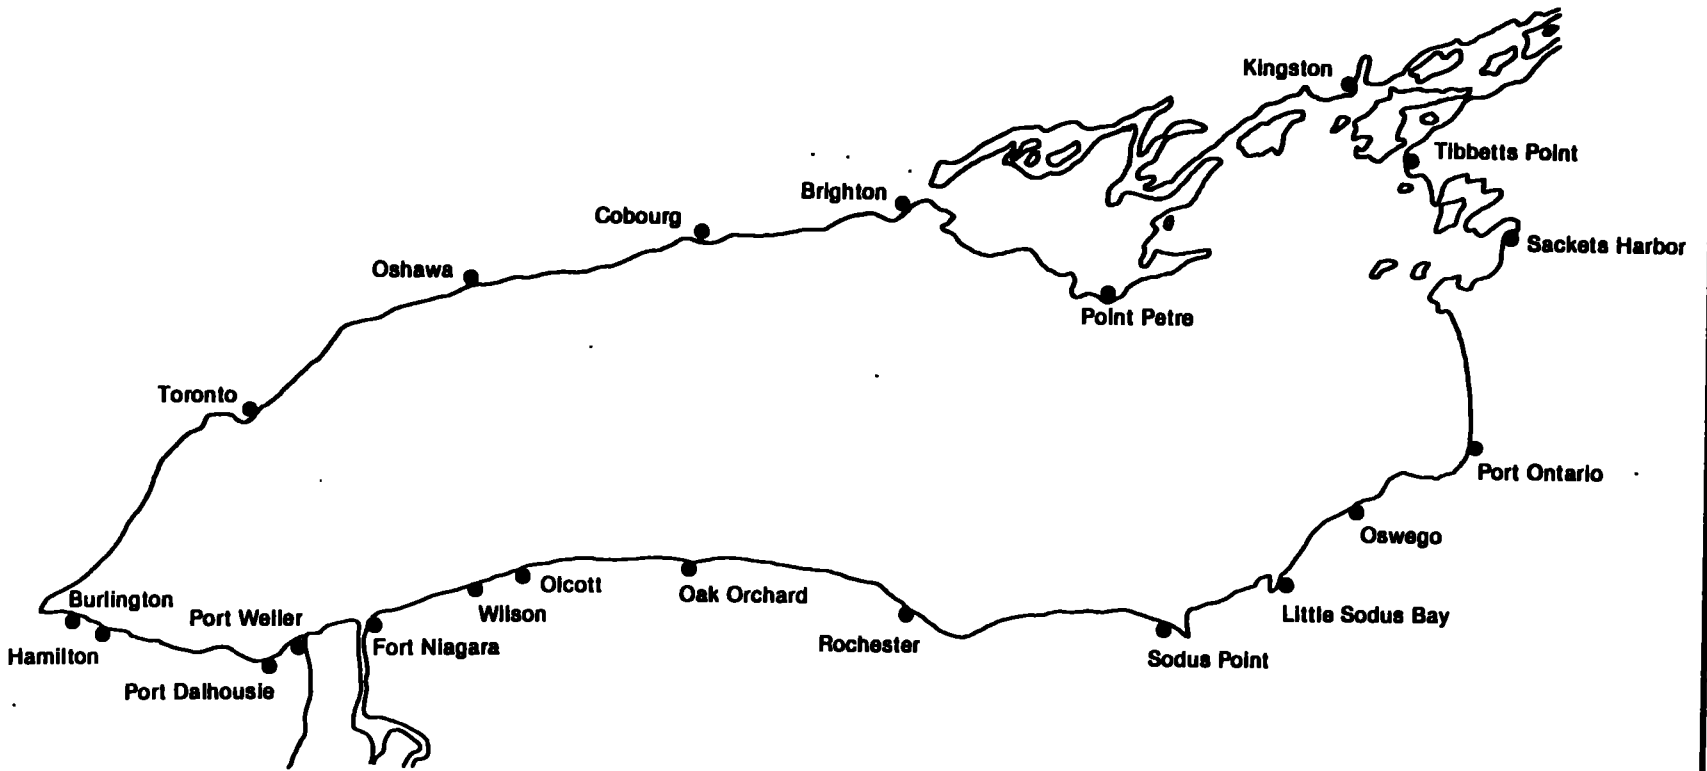 Kingston
Tibbetts Point
Brighton
Cobourg
Sackets Harbor
Oshawa
Point Petre
Toronto
Port Ontario
Oswego
Burlington
Olcott
Oak Orchard
Wilson
Port Weller
Little Sodus Bay
Fort Niagara
Rochester
Hamilton
Sodus Point
Port Dalhousie